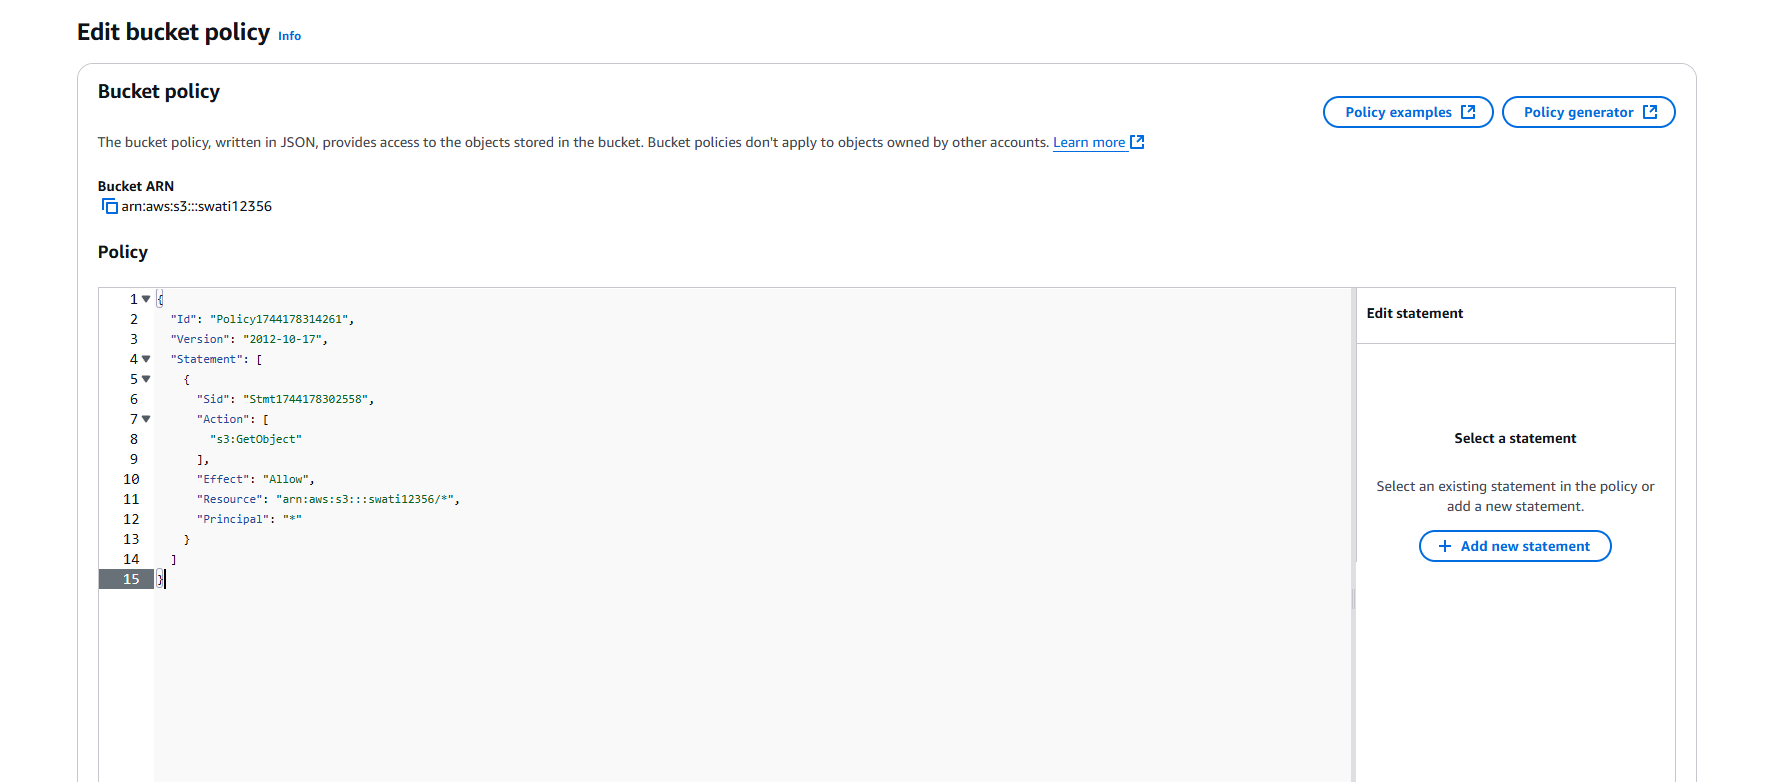 Edit bucket policy Info
Bucket policy
Policy examples
Policy generator
The bucket policy, written in JSON, provides access to the objects stored in the bucket. Bucket policies don't apply to objects owned by other accounts. Learn more
Bucket ARN
arn:aws:s3:::swati12356
Policy
1 {
2 "Id": "Policy1744178314261",
3 "Version": "2012-10-17",
4 "Statement": [
5 {
6 "Sid": "Stmt1744178302558",
7 "Action": [
8 "s3:GetObject"
9 ],
10 "Effect": "Allow",
11 "Resource": "arn:aws:s3:::swati12356/*",
12 "Principal": "*"
13 }
14 ]
15 }
Edit statement
Select a statement
Select an existing statement in the policy or
add a new statement.
+ Add new statement